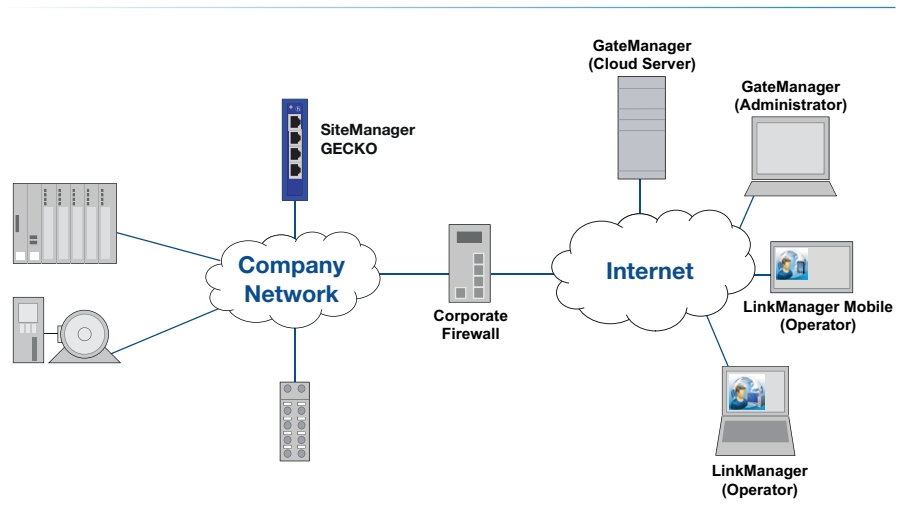 GateManager
(Cloud Server)
GateManager
(Administrator)
SiteManager
GECKO
Company
Network
Internet
Corporate
Firewall
LinkManager Mobile
(Operator)
LinkManager
(Operator)